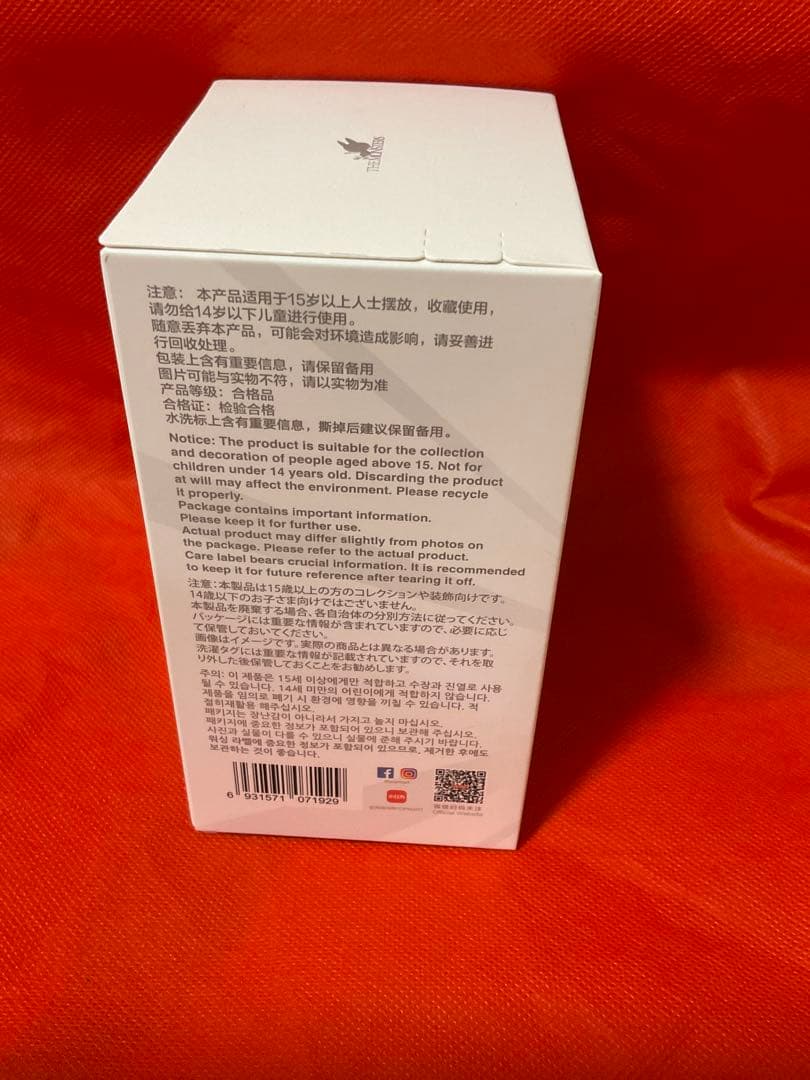 THE MONSTERS
注意： 本产品适用于15岁以上人士摆放，收藏使用，
请勿给14岁以下儿童进行使用。
随意丢弃本产品，可能会对环境造成影响，请妥善进
行回收处理。
包装上含有重要信息，请保留备用
图片可能与实物不符，请以实物为准
产品等级：合格品
合格证：检验合格
水洗标上含有重要信息，撕掉后建议保留备用。
Notice: The product is suitable for the collection
and decoration of people aged above 15. Not for
children under 14 years old. Discarding the product
at will may affect the environment. Please recycle
it properly.
Package contains important information.
Please keep it for further use.
Actual product may differ slightly from photos on
the package. Please refer to the actual product.
Care label bears crucial information. It is recommended
to keep it for future reference after tearing it off.
注意：本製品は15歳以上の方のコレクションや装飾向けです。
14歳以下のお子さま向けではございません。
本製品を廃棄する場合、各自治体の分別方法に従ってください。
パッケージには重要な情報が含まれていますので、必要に応じ
て保管しておいてください。
画像はイメージです。実際の商品とは異なる場合があります。
洗濯タグには重要な情報が記載されていますので、それを取
り外した後保管しておくことをお勧めします。
주의: 이 제품은 15세 이상에게만 적합하고 수장과 진열로 사용
될 수 있습니다. 14세 미만의 어린이에게 적합하지 않습니다.
제품을 임의로 폐기 시 환경에 영향을 끼칠 수 있습니다. 적
절히재활용 해주십시오.
패키지는 장난감이 아니라서 가지고 놀지 마십시오.
패키지에 중요한 정보가 포함되어 있으니 보관해 주십시오.
사진과 실물이 다를 수 있으니 실물에 준해 주시기 바랍니다.
워싱 라벨에 중요한 정보가 포함되어 있으므로, 제거한 후에도
보관하는 것이 좋습니다.
6 931571 071929
Official Website